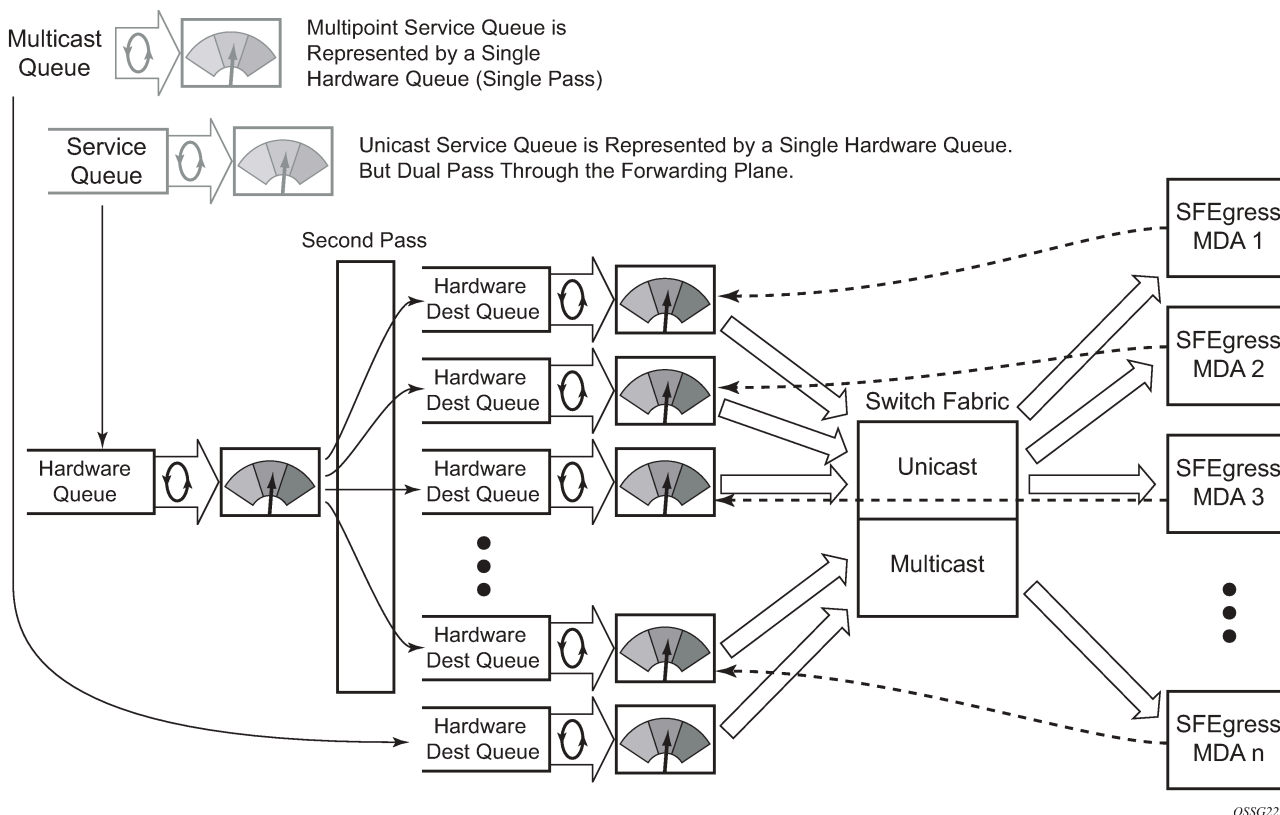 Multicast
Queue
Multipoint Service Queue is
Represented by a Single
Hardware Queue (Single Pass)
Service
Queue
Unicast Service Queue is Represented by a Single Hardware Queue.
But Dual Pass Through the Forwarding Plane.
Second Pass
Hardware
Queue
Hardware
Dest Queue
Hardware
Dest Queue
Hardware
Dest Queue
Hardware
Dest Queue
Hardware
Dest Queue
Switch Fabric
Unicast
Multicast
SFEgress
MDA 1
SFEgress
MDA 2
SFEgress
MDA 3
SFEgress
MDA n
OSSG22